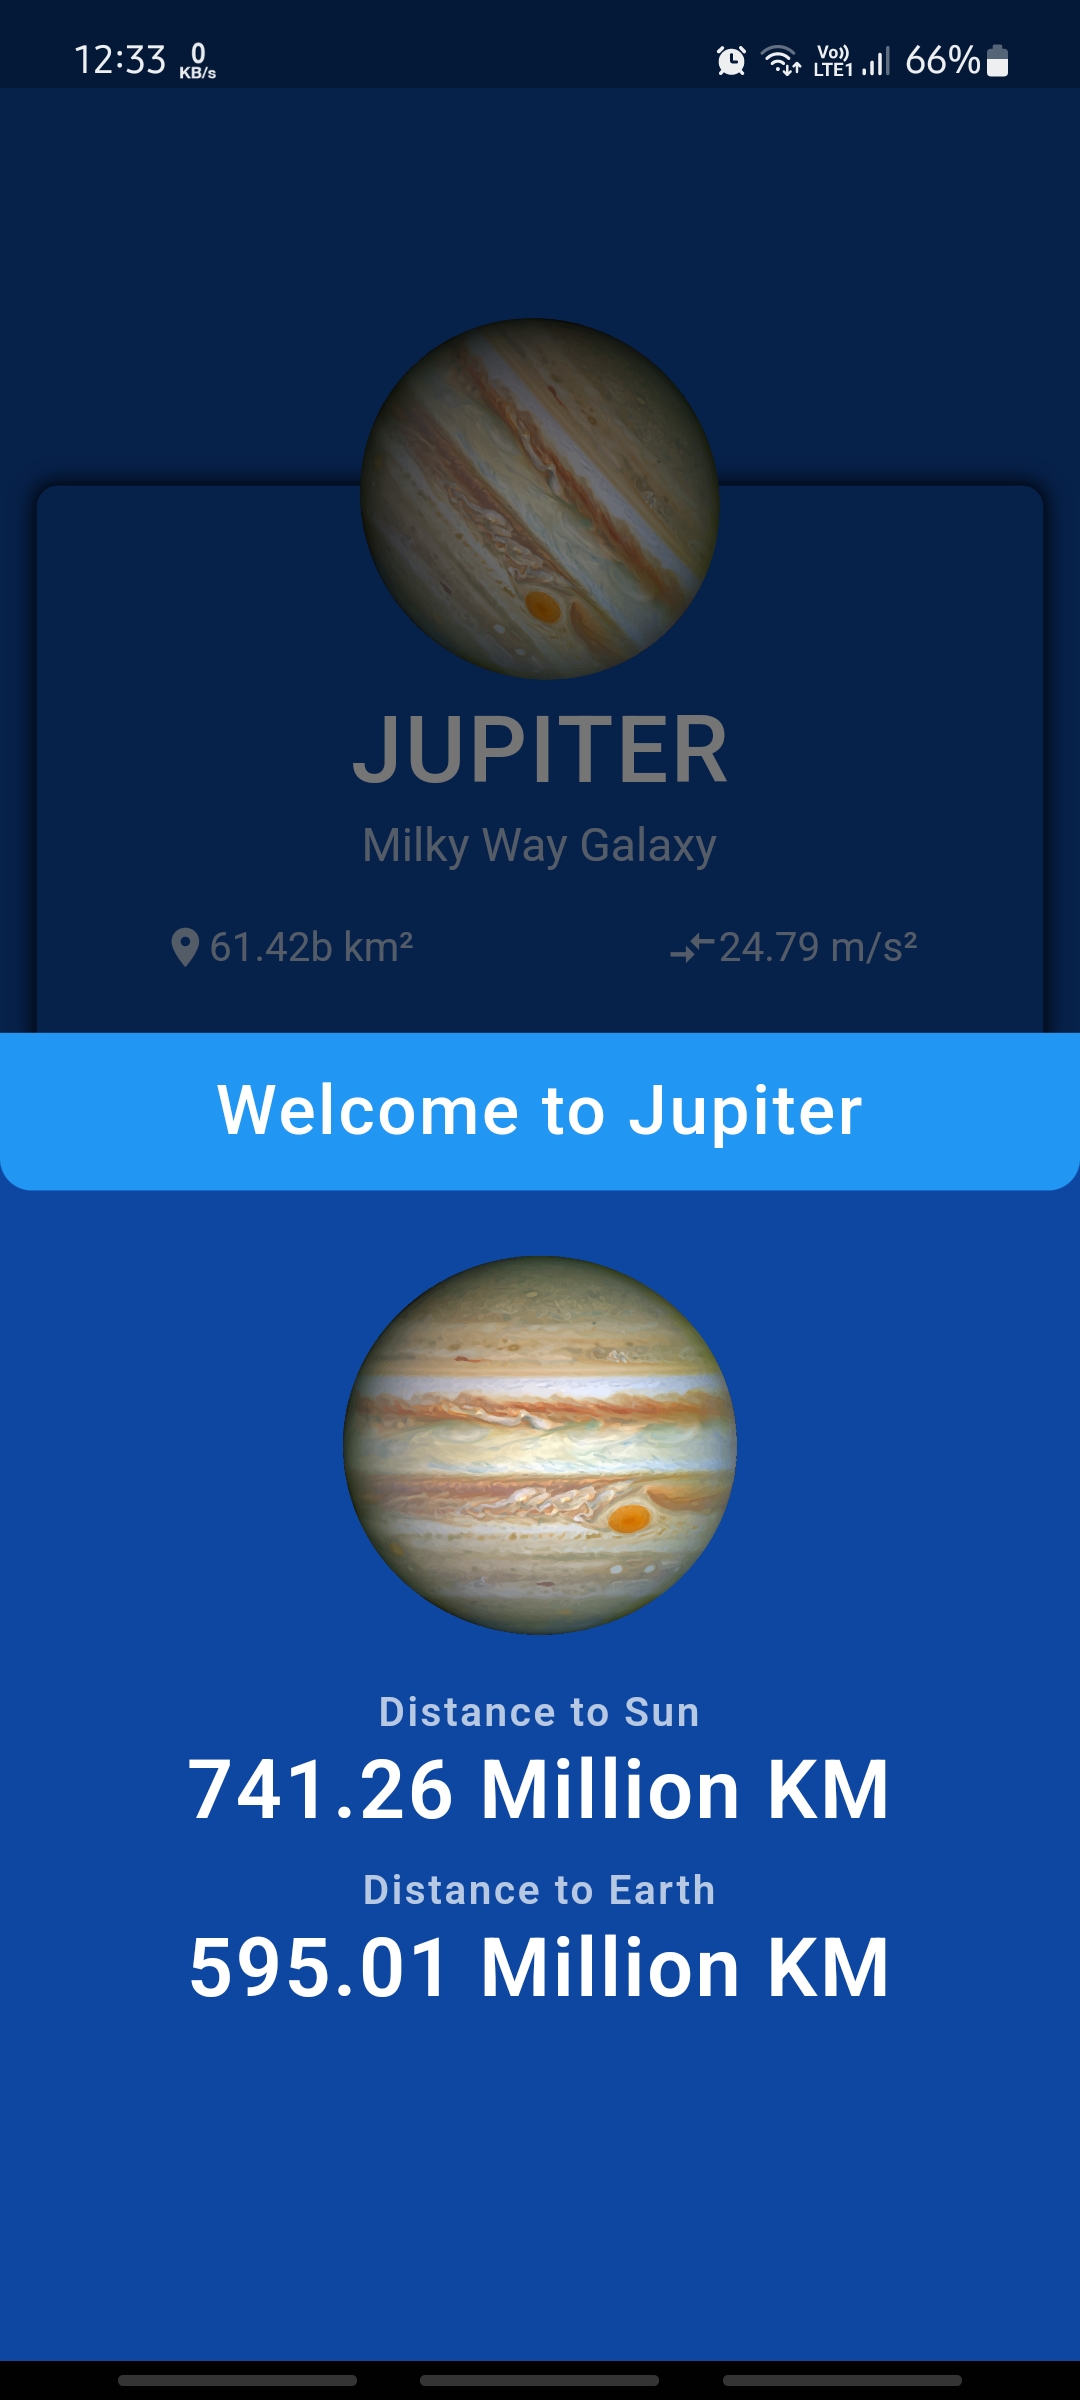 12:33 0 KB/s Vo)) LTE1 66%
JUPITER
Milky Way Galaxy
61.42b km² 24.79 m/s²
Welcome to Jupiter
Distance to Sun
741.26 Million KM
Distance to Earth
595.01 Million KM